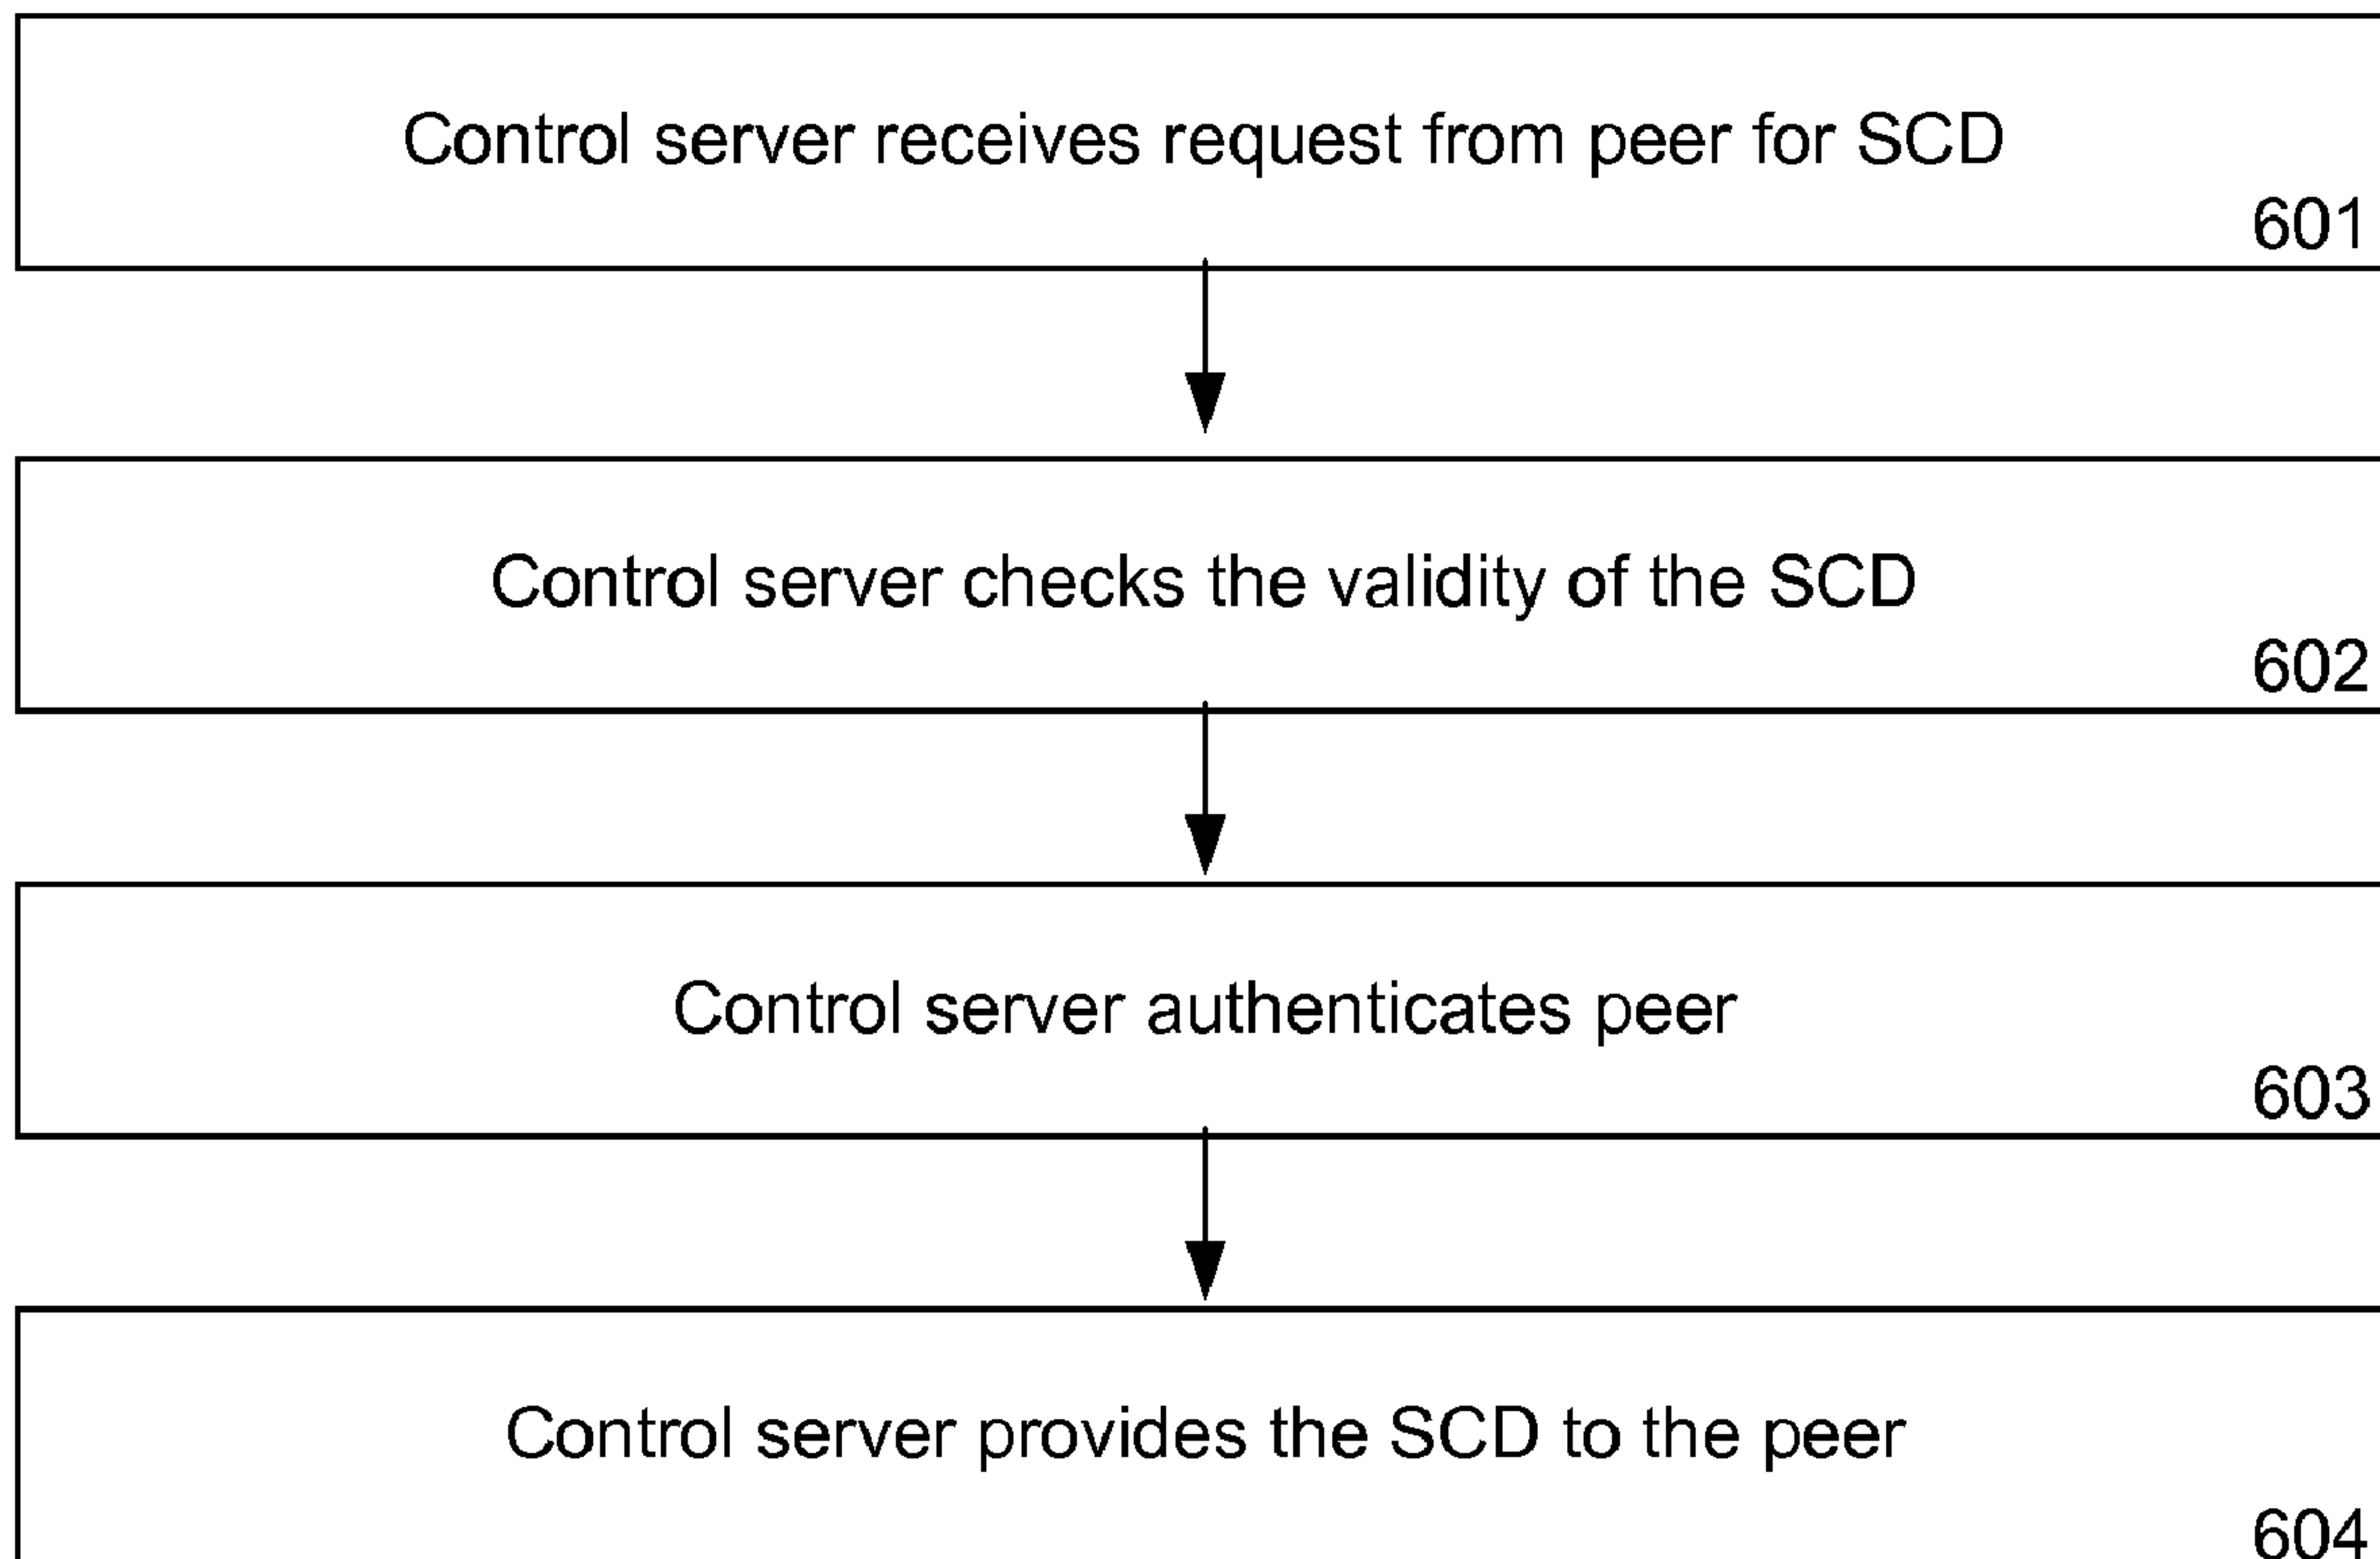 Control server receives request from peer for SCD
601
Control server checks the validity of the SCD
602
Control server authenticates peer
603
Control server provides the SCD to the peer
604